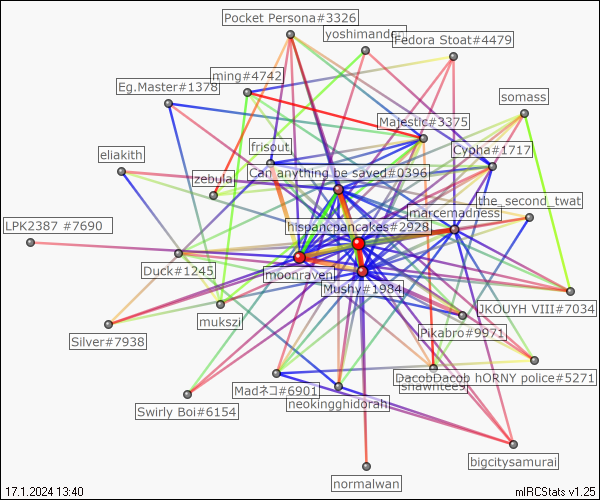 Pocket Persona#3326
Fedora Stoat#4479
ming#4742
Eg.Master#1378
somass
Majestic#3375
frisout
Cypha#1717
eliakith
Can anything be saved#0396
zebula
the_second_twat
marcemadness
LPK2387 #7690
hispancpancakes#2928
Duck#1245
moonraven
Mushy#1984
JKOUYH VIII#7034
mukszi
Pikabro#9971
Silver#7938
DacobDacob hORNY police#5271
Madネコ#6901
neokingghidorah
Swirly Boi#6154
bigcitysamurai
normalwan
17.1.2024 13:40
mIRCStats v1.25